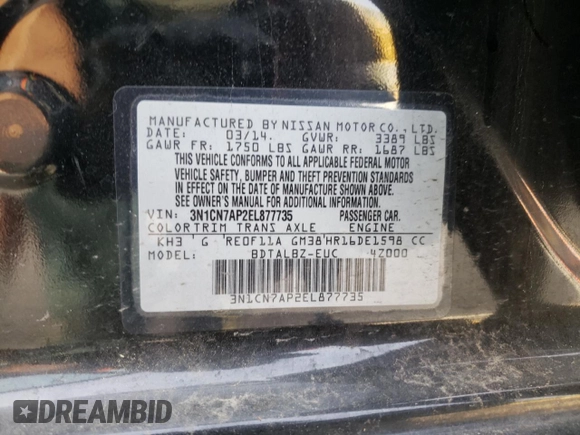 MANUFACTURED BY NISSAN MOTOR CO., LTD.
DATE: 03/14. GVWR: 3389 LBS
GAWR FR: 1750 LBS GAWR RR: 1687 LBS
THIS VEHICLE CONFORMS TO ALL APPLICABLE FEDERAL MOTOR
VEHICLE SAFETY, BUMPER AND THEFT PREVENTION STANDARDS
IN EFFECT ON THE DATE OF MANUFACTURE SHOWN ABOVE.
SEE OWNER'S MANUAL FOR ADDITIONAL INFORMATION.
VIN: 3N1CN7AP2EL877735 PASSENGER CAR.
COLOR TRIM TRANS AXLE ENGINE
KH3 ' G ' RE0F11A GM38'HR16DE1598 CC
MODEL: BDTALBZ-EUC 4Z000
3N1CN7AP2EL877735
DREAMBID